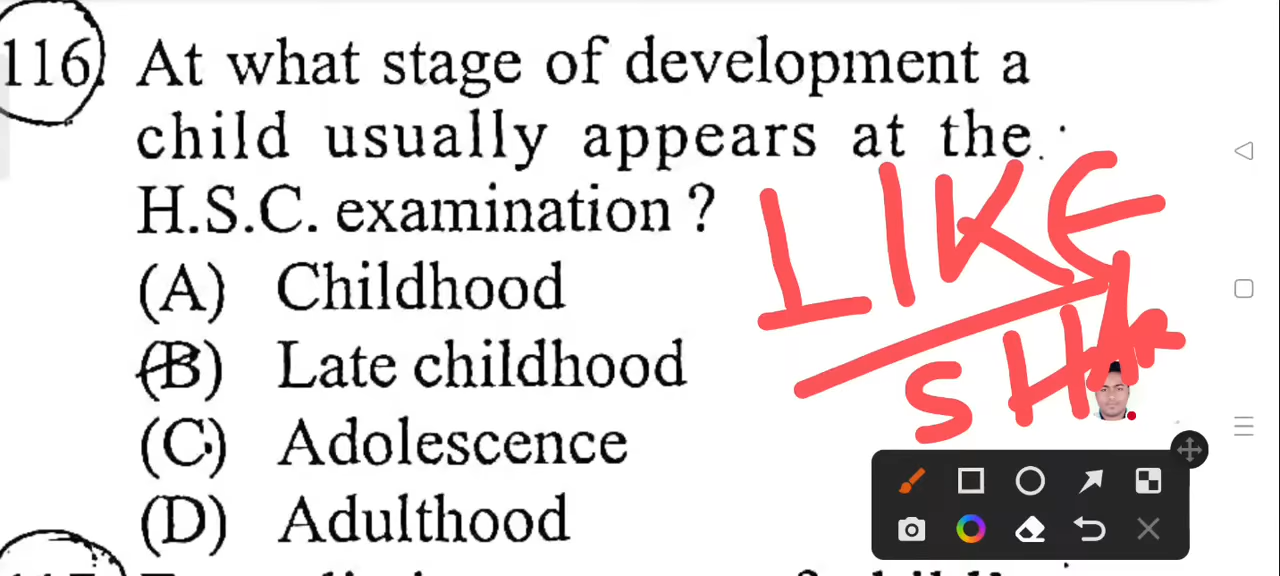 116. At what stage of development a
child usually appears at the
H.S.C. examination ?
(A) Childhood
(B) Late childhood
(C) Adolescence
(D) Adulthood
LIKE